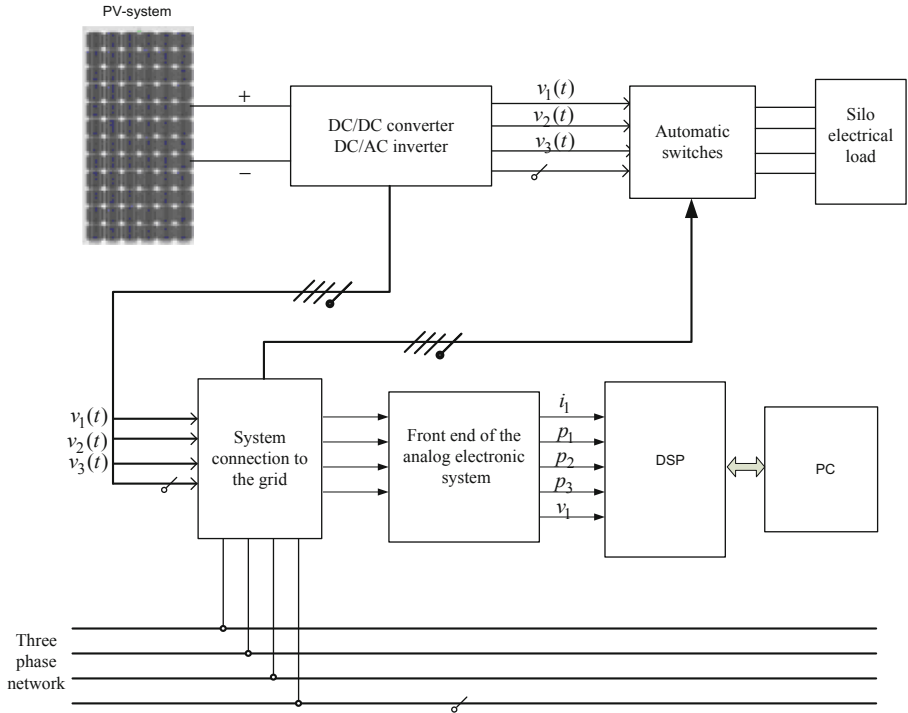 PV-system
+
−
DC/DC converter
DC/AC inverter
v₁(t)
v₂(t)
v₃(t)
Automatic
switches
Silo
electrical
load
v₁(t)
v₂(t)
v₃(t)
System
connection to
the grid
Front end of the
analog electronic
system
i₁
p₁
p₂
p₃
v₁
DSP
PC
Three
phase
network